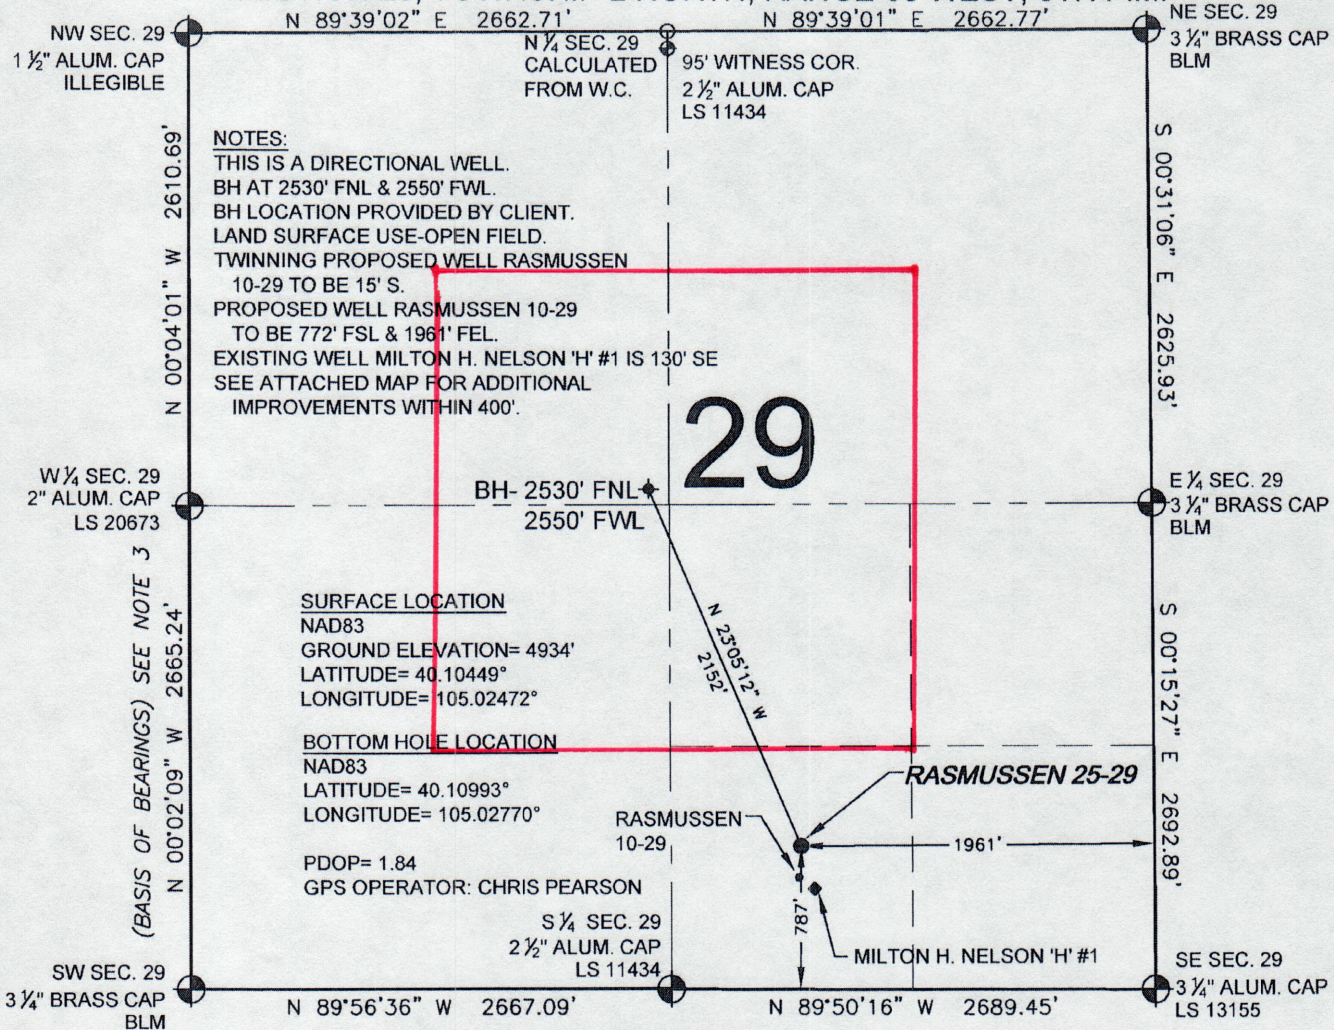 N 89°39'02" E 2662.71'
N 89°39'01" E 2662.77'
NW SEC. 29
1 ½" ALUM. CAP
ILLEGIBLE
N ¼ SEC. 29
CALCULATED
FROM W.C.
95' WITNESS COR.
2 ½" ALUM. CAP
LS 11434
NE SEC. 29
3 ¼" BRASS CAP
BLM
NOTES:
THIS IS A DIRECTIONAL WELL.
BH AT 2530' FNL & 2550' FWL.
BH LOCATION PROVIDED BY CLIENT.
LAND SURFACE USE-OPEN FIELD.
TWINNING PROPOSED WELL RASMUSSEN
10-29 TO BE 15' S.
PROPOSED WELL RASMUSSEN 10-29
TO BE 772' FSL & 1961' FEL.
EXISTING WELL MILTON H. NELSON 'H' #1 IS 130' SE
SEE ATTACHED MAP FOR ADDITIONAL
IMPROVEMENTS WITHIN 400'.
N 00°04'01" W 2610.69'
S 00°31'06" E 2625.93'
29
W ¼ SEC. 29
2" ALUM. CAP
LS 20673
BH- 2530' FNL
2550' FWL
E ¼ SEC. 29
3 ¼" BRASS CAP
BLM
(BASIS OF BEARINGS) SEE NOTE 3
N 00°02'09" W 2665.24'
SURFACE LOCATION
NAD83
GROUND ELEVATION= 4934'
LATITUDE= 40.10449°
LONGITUDE= 105.02472°
N 23°05'12" W
2152'
S 00°15'27" E 2692.89'
BOTTOM HOLE LOCATION
NAD83
LATITUDE= 40.10993°
LONGITUDE= 105.02770°
RASMUSSEN 25-29
RASMUSSEN
10-29
1961'
PDOP= 1.84
GPS OPERATOR: CHRIS PEARSON
787'
S ¼ SEC. 29
2 ½" ALUM. CAP
LS 11434
MILTON H. NELSON 'H' #1
SW SEC. 29
3 ¼" BRASS CAP
BLM
SE SEC. 29
3 ¼" ALUM. CAP
LS 13155
N 89°56'36" W 2667.09'
N 89°50'16" W 2689.45'